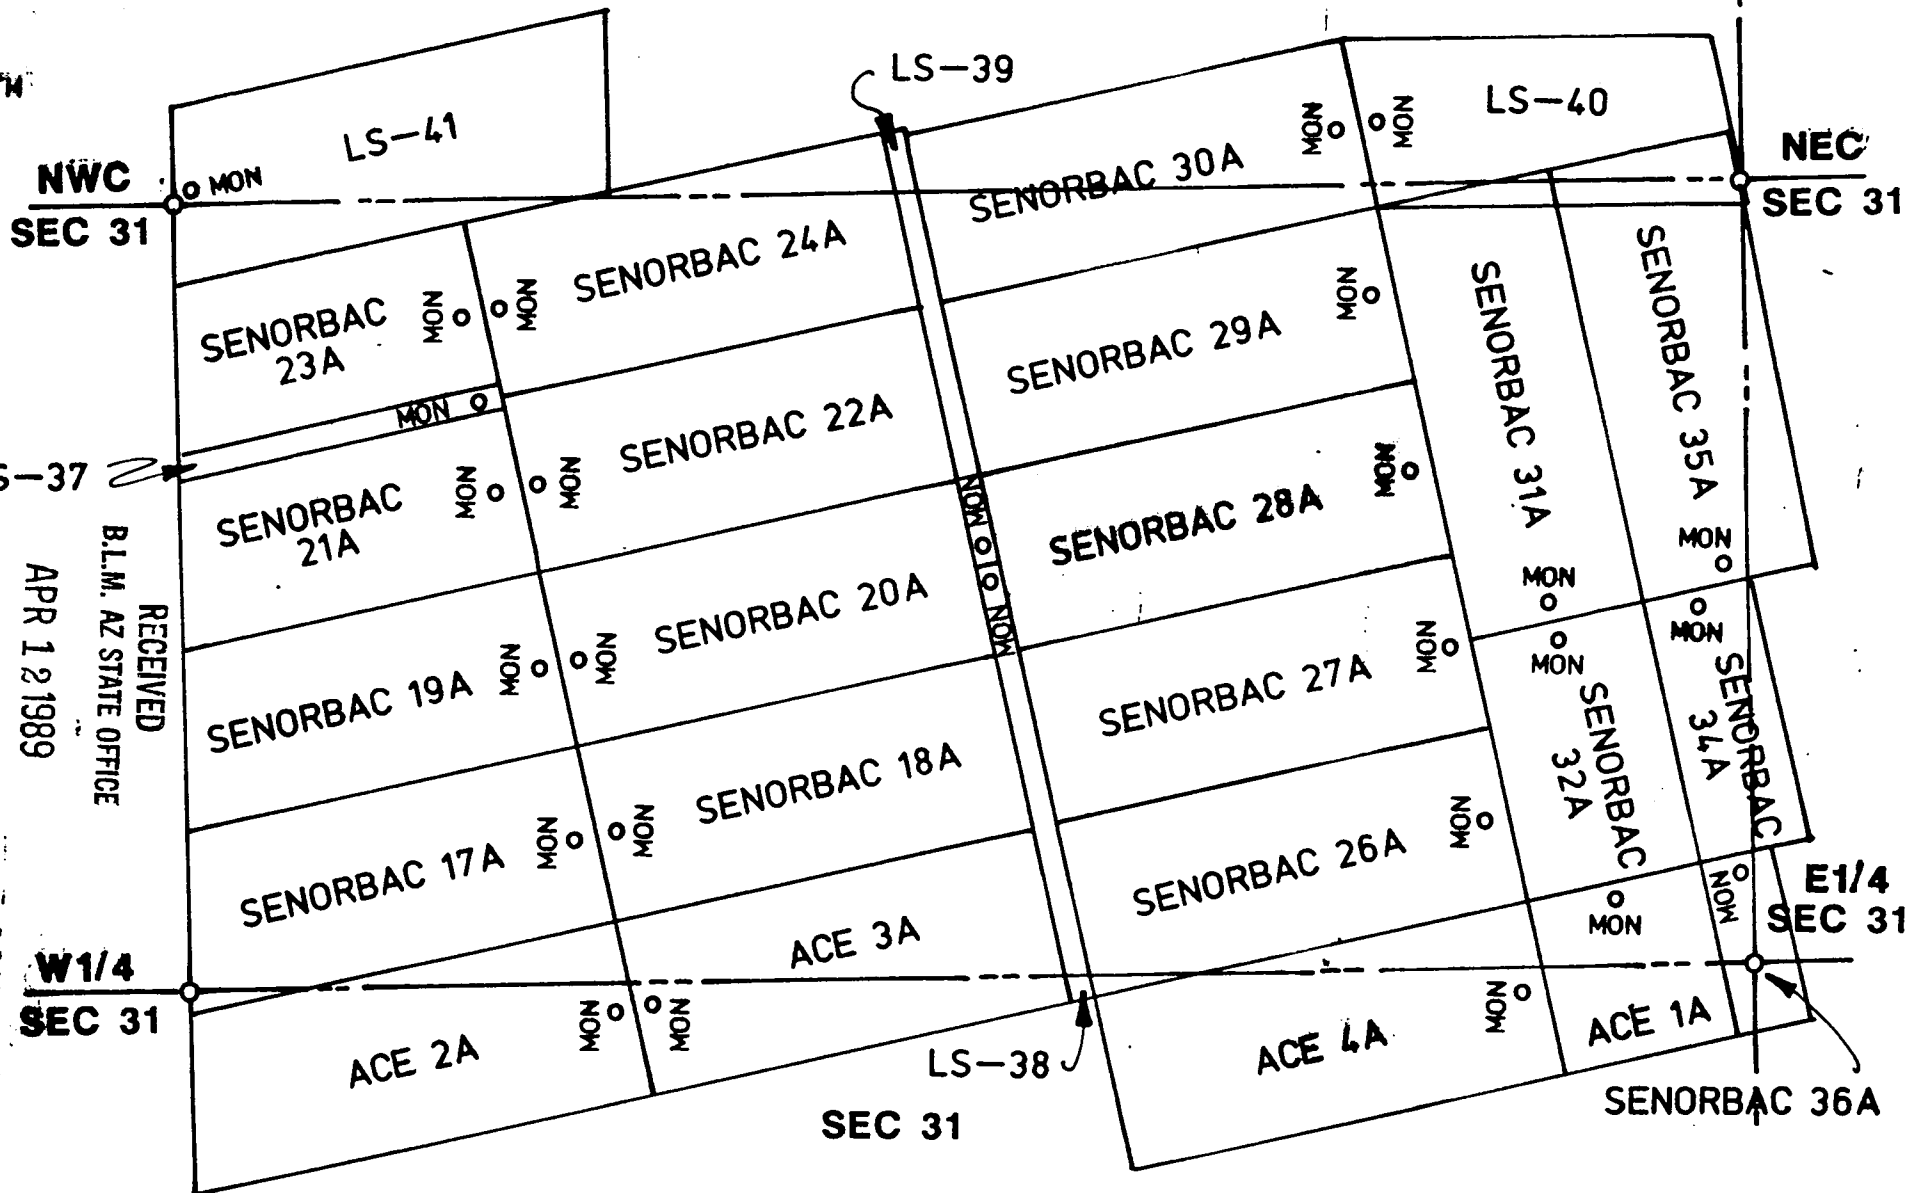 LS-39
LS-41
LS-40
MON
MON
NWC
MON
NEC
SEC 31
SEC 31
SENORBAC 30A
SENORBAC 24A
SENORBAC
23A
MON
MON
MON
SENORBAC 29A
SENORBAC 31A
SENORBAC 35A
MON
SENORBAC 22A
S-37
SENORBAC
21A
MON
MON
MON
MON
SENORBAC 28A
MON
MON
MON
SENORBAC 20A
MON
MON
MON
MON
SENORBAC 27A
MON
SENORBAC
32A
SENORBAC
34A
RECEIVED
B.L.M. AZ STATE OFFICE
APR 12 1989
SENORBAC 19A
MON
MON
SENORBAC 18A
SENORBAC 17A
MON
MON
SENORBAC 26A
MON
MON
MON
E1/4
SEC 31
ACE 3A
W1/4
SEC 31
ACE 2A
MON
MON
ACE 4A
MON
ACE 1A
LS-38
SENORBAC 36A
SEC 31